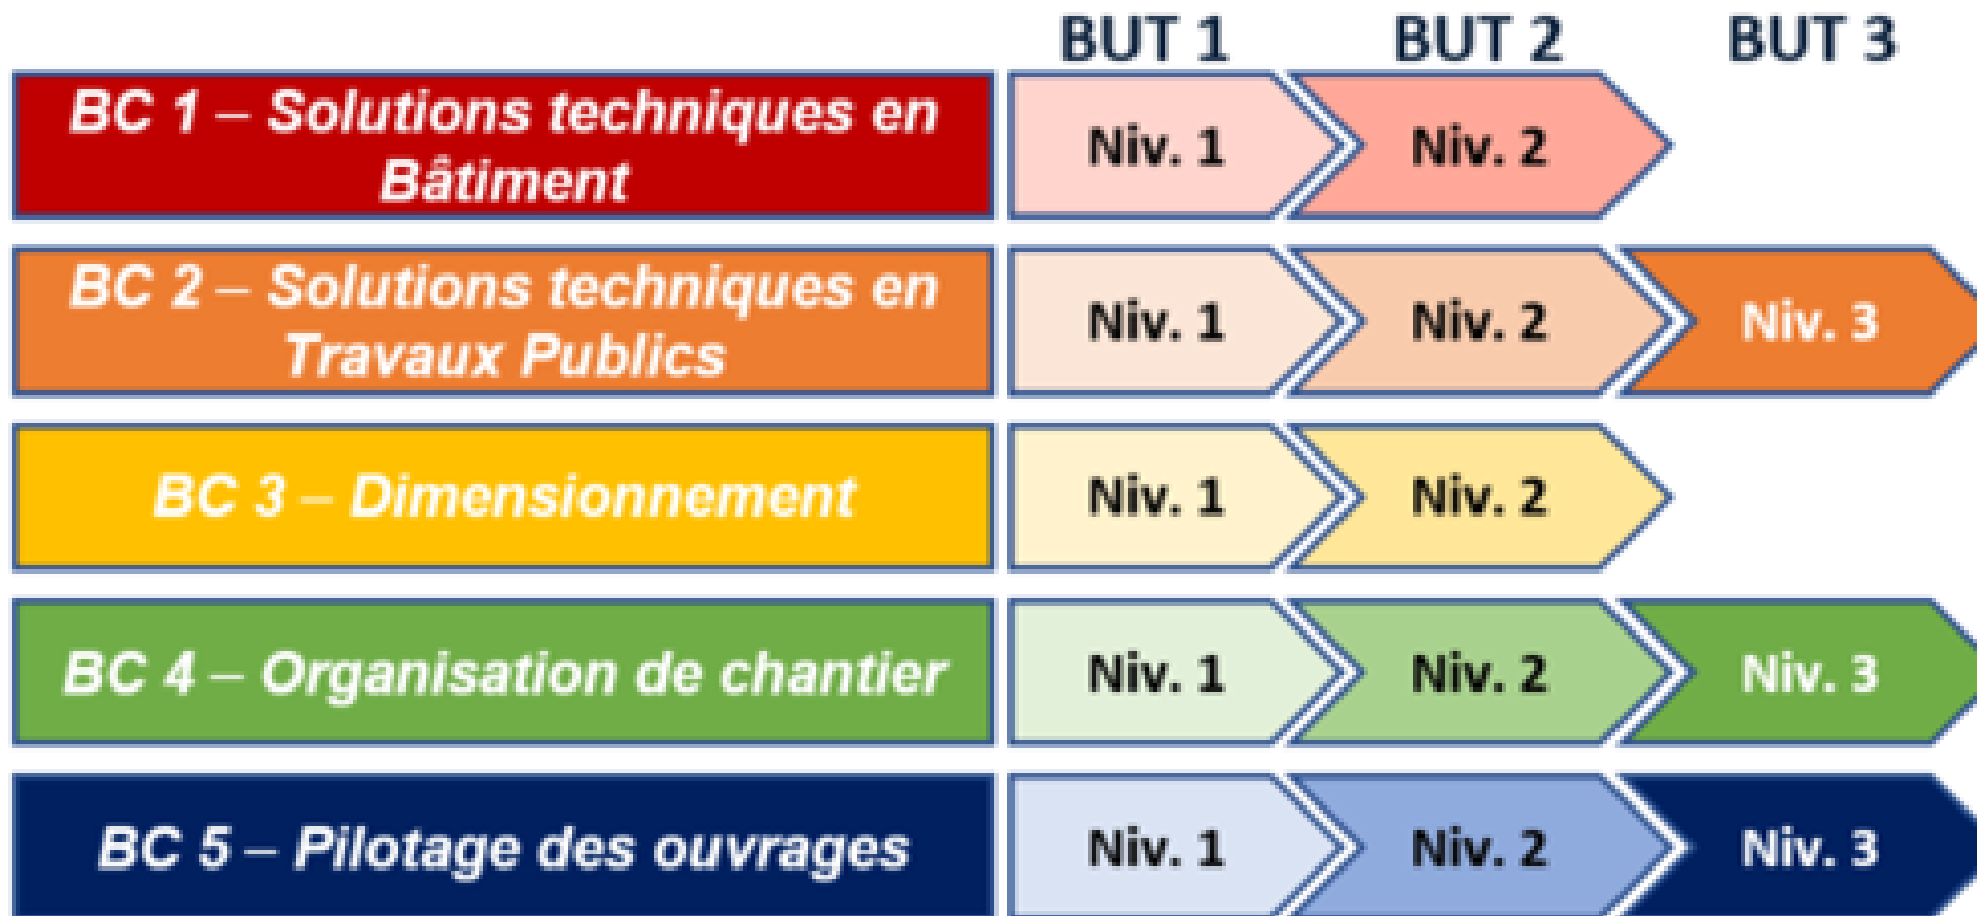 BUT 1 BUT 2 BUT 3
BC 1 – Solutions techniques en
Bâtiment
Niv. 1 Niv. 2
BC 2 – Solutions techniques en
Travaux Publics
Niv. 1 Niv. 2 Niv. 3
BC 3 – Dimensionnement
Niv. 1 Niv. 2
BC 4 – Organisation de chantier
Niv. 1 Niv. 2 Niv. 3
BC 5 – Pilotage des ouvrages
Niv. 1 Niv. 2 Niv. 3